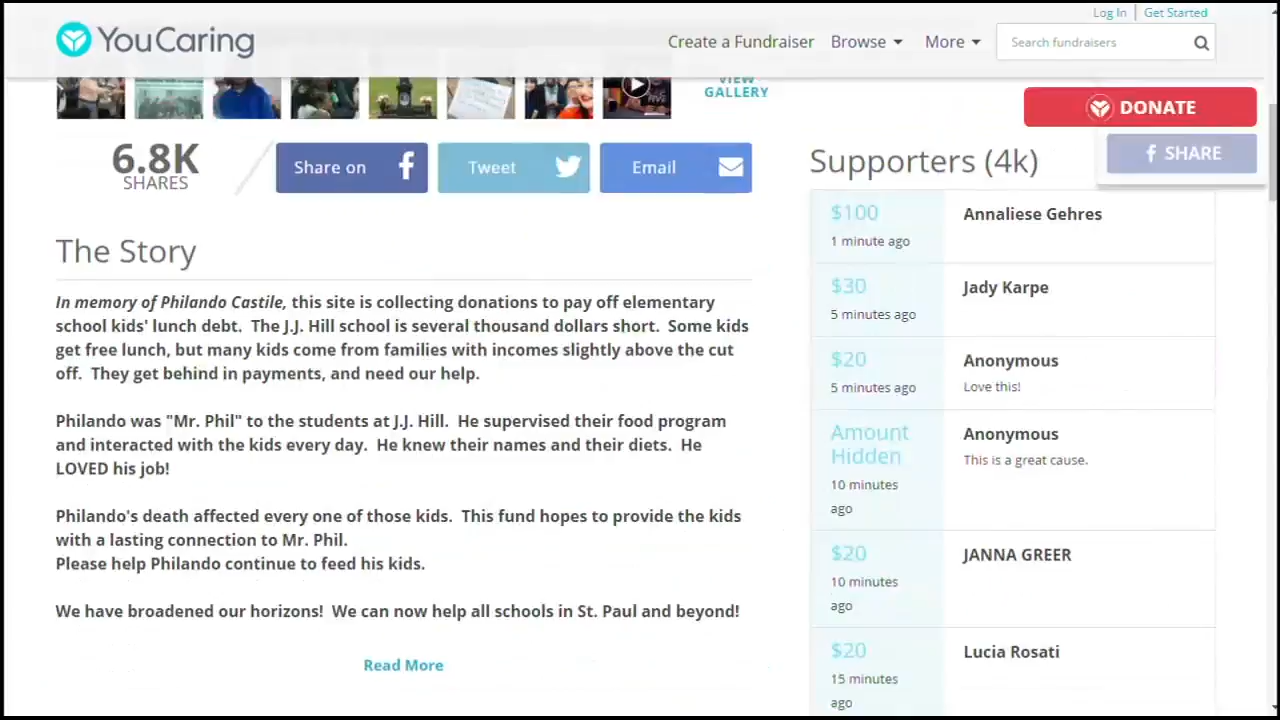 Log In
Get Started
YouCaring
Create a Fundraiser
Browse
More
Search fundraisers
VIEW
GALLERY
DONATE
SHARE
6.8K
SHARES
Share on
Tweet
Email
The Story
In memory of Philando Castile, this site is collecting donations to pay off elementary
school kids' lunch debt.  The J.J. Hill school is several thousand dollars short.  Some kids
get free lunch, but many kids come from families with incomes slightly above the cut
off.  They get behind in payments, and need our help.
Philando was "Mr. Phil" to the students at J.J. Hill.  He supervised their food program
and interacted with the kids every day.  He knew their names and their diets.  He
LOVED his job!
Philando's death affected every one of those kids.  This fund hopes to provide the kids
with a lasting connection to Mr. Phil.
Please help Philando continue to feed his kids.
We have broadened our horizons!  We can now help all schools in St. Paul and beyond!
Read More
Supporters (4k)
$100
1 minute ago
Annaliese Gehres
$30
5 minutes ago
Jady Karpe
$20
5 minutes ago
Anonymous
Love this!
Amount
Hidden
10 minutes
ago
Anonymous
This is a great cause.
$20
10 minutes
ago
JANNA GREER
$20
15 minutes
ago
Lucia Rosati